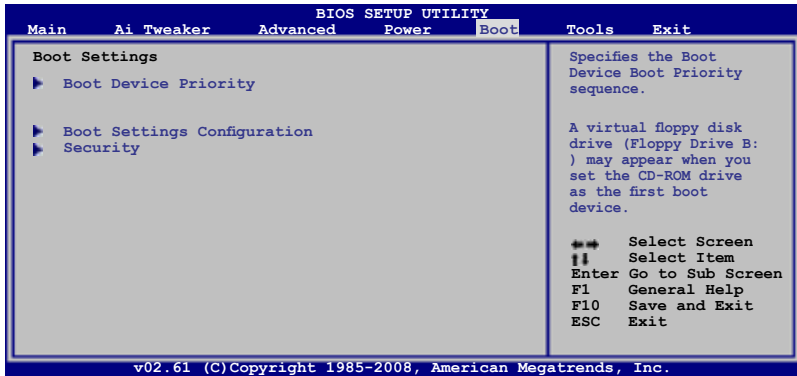 BIOS SETUP UTILITY
Main Ai Tweaker Advanced Power Boot Tools Exit
Boot Settings
Boot Device Priority
Boot Settings Configuration
Security
Specifies the Boot
Device Boot Priority
sequence.
A virtual floppy disk
drive (Floppy Drive B:
) may appear when you
set the CD-ROM drive
as the first boot
device.
Select Screen
Select Item
Enter Go to Sub Screen
F1 General Help
F10 Save and Exit
ESC Exit
v02.61 (C)Copyright 1985-2008, American Megatrends, Inc.